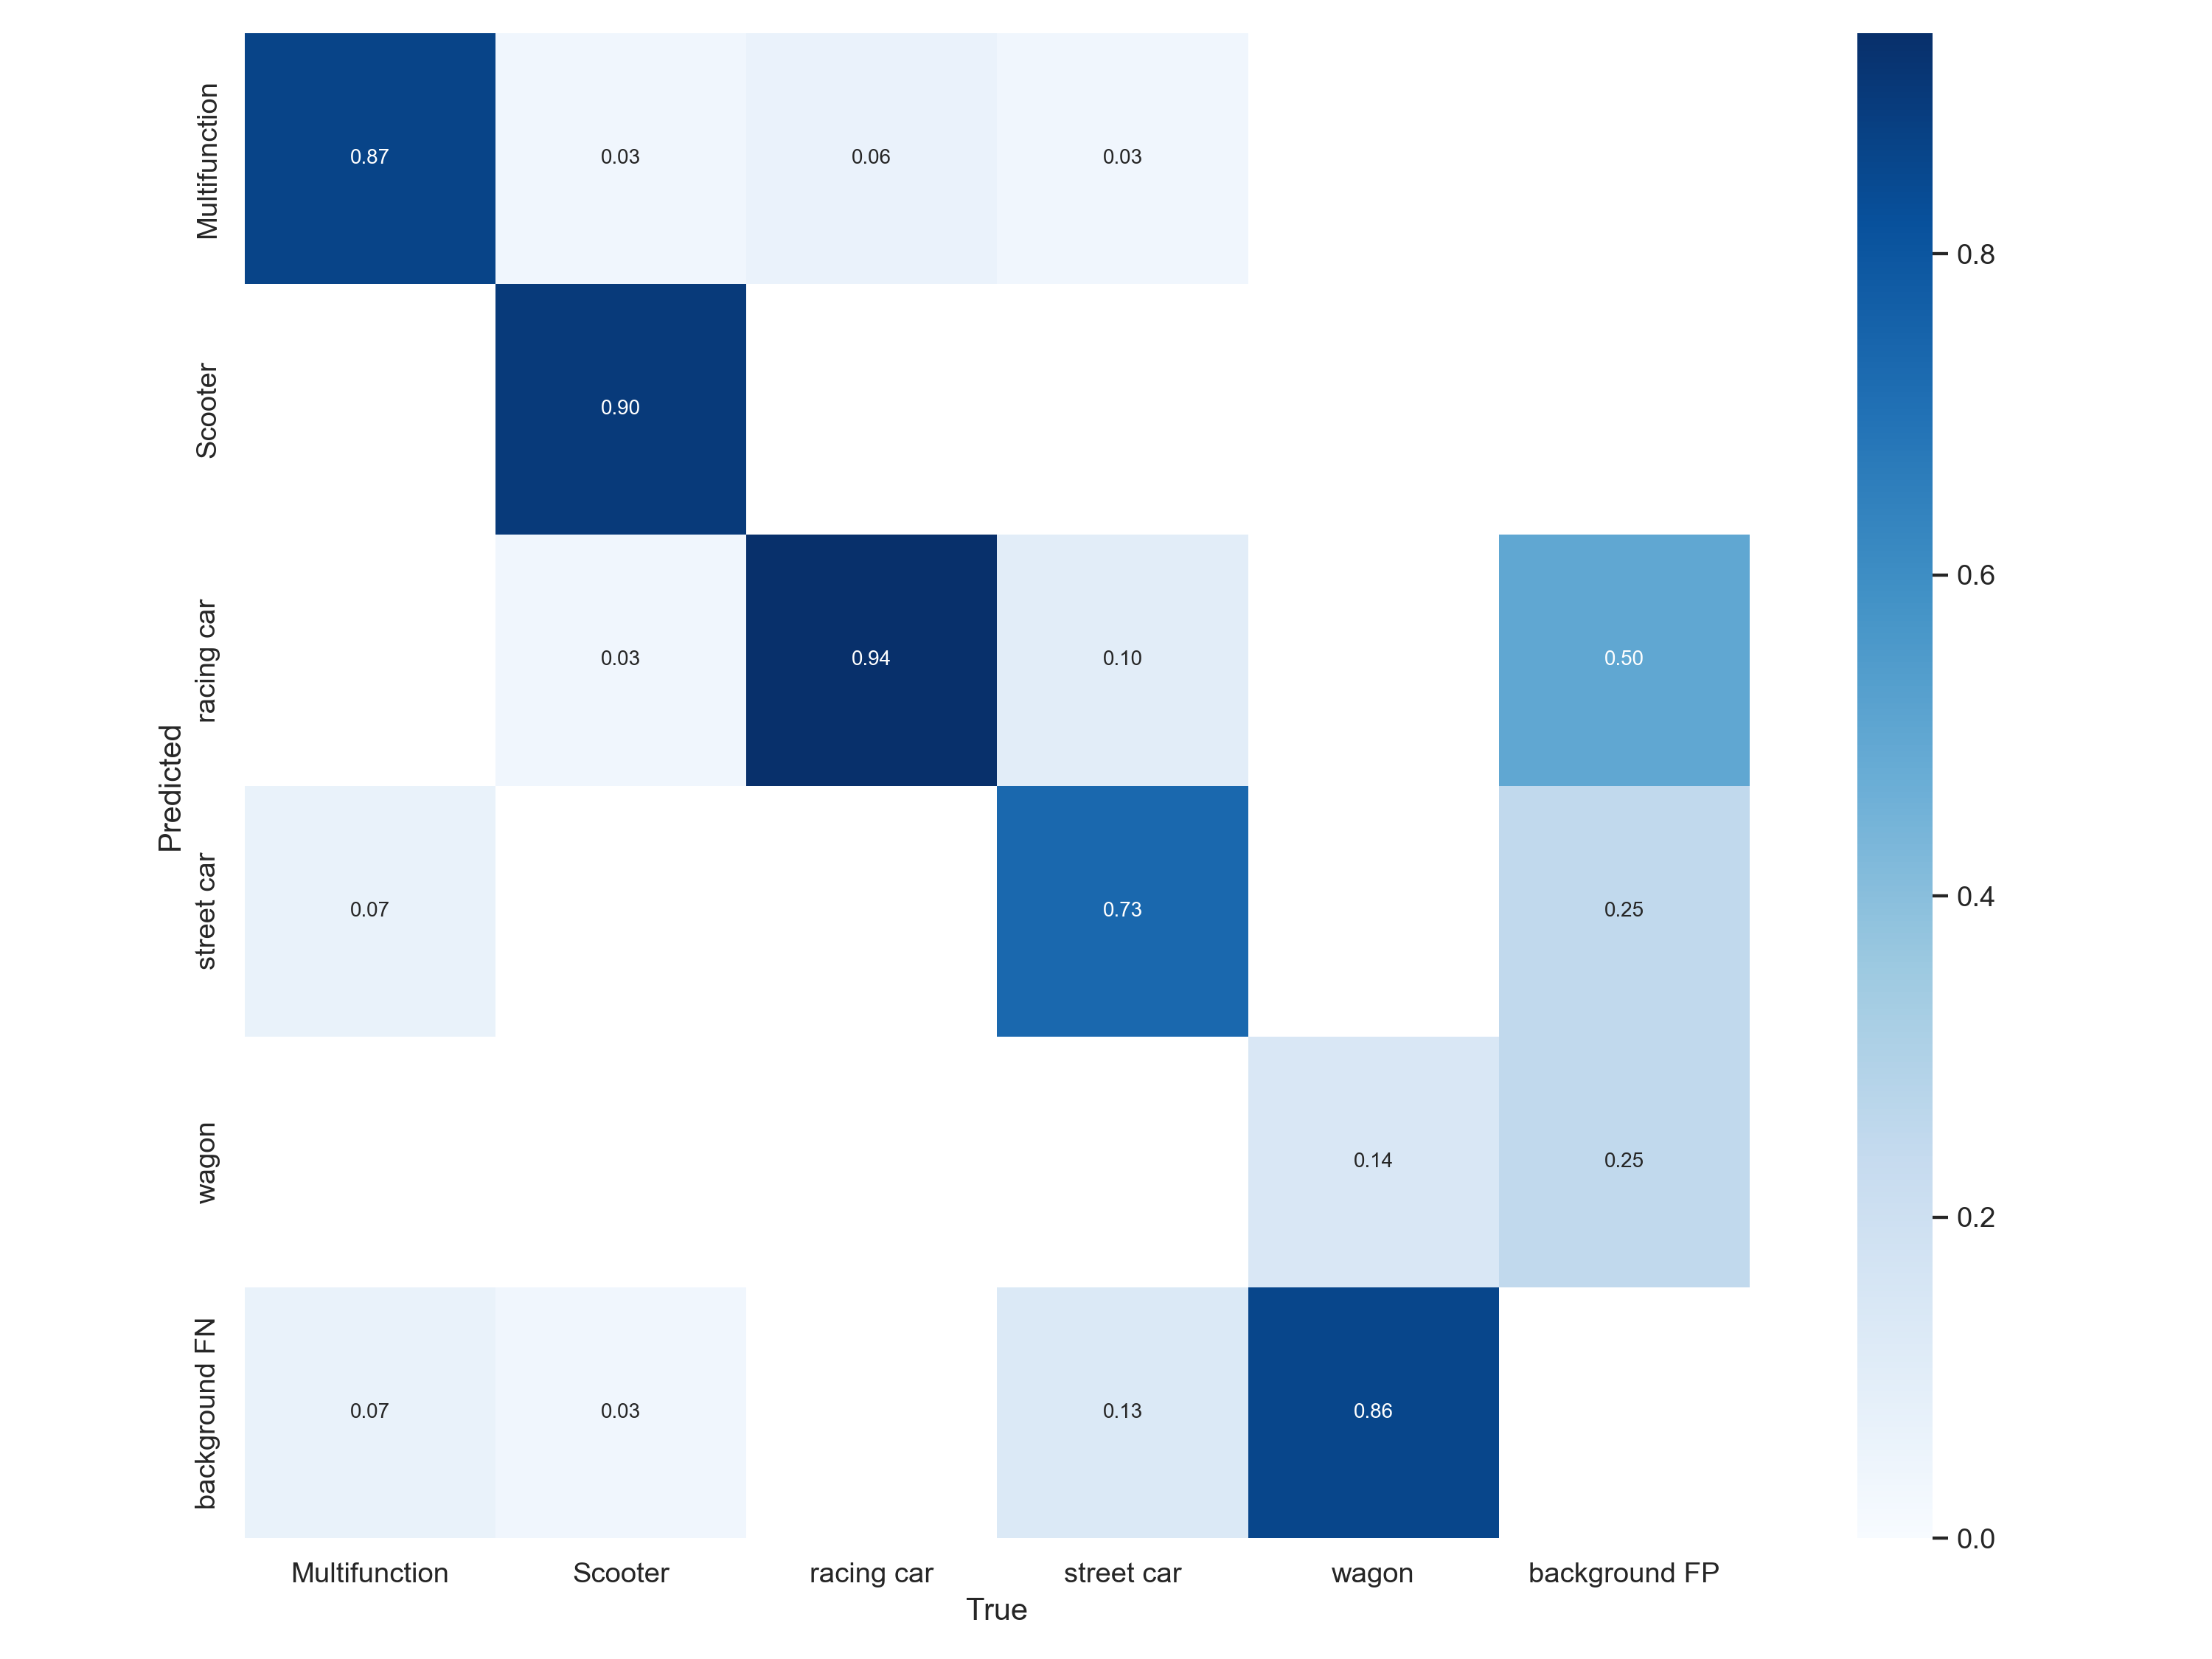 Predicted
Multifunction
0.87 0.03 0.06 0.03
Scooter
0.90
racing car
0.03 0.94 0.10 0.50
street car
0.07 0.73 0.25
wagon
0.14 0.25
background FN
0.07 0.03 0.13 0.86
Multifunction Scooter racing car street car wagon background FP
True
0.8
0.6
0.4
0.2
0.0